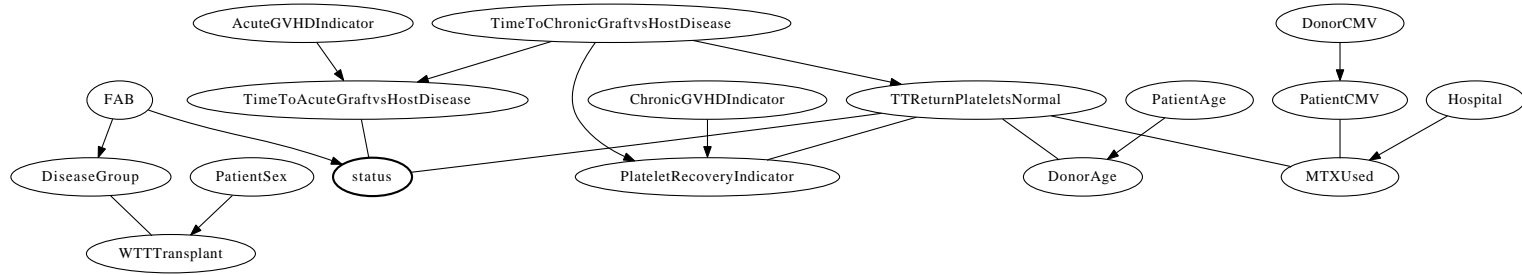 AcuteGVHDIndicator
TimeToChronicGraftvsHostDisease
DonorCMV
FAB
TimeToAcuteGraftvsHostDisease
ChronicGVHDIndicator
TTReturnPlateletsNormal
PatientAge
PatientCMV
Hospital
DiseaseGroup
PatientSex
status
PlateletRecoveryIndicator
DonorAge
MTXUsed
WTTTransplant